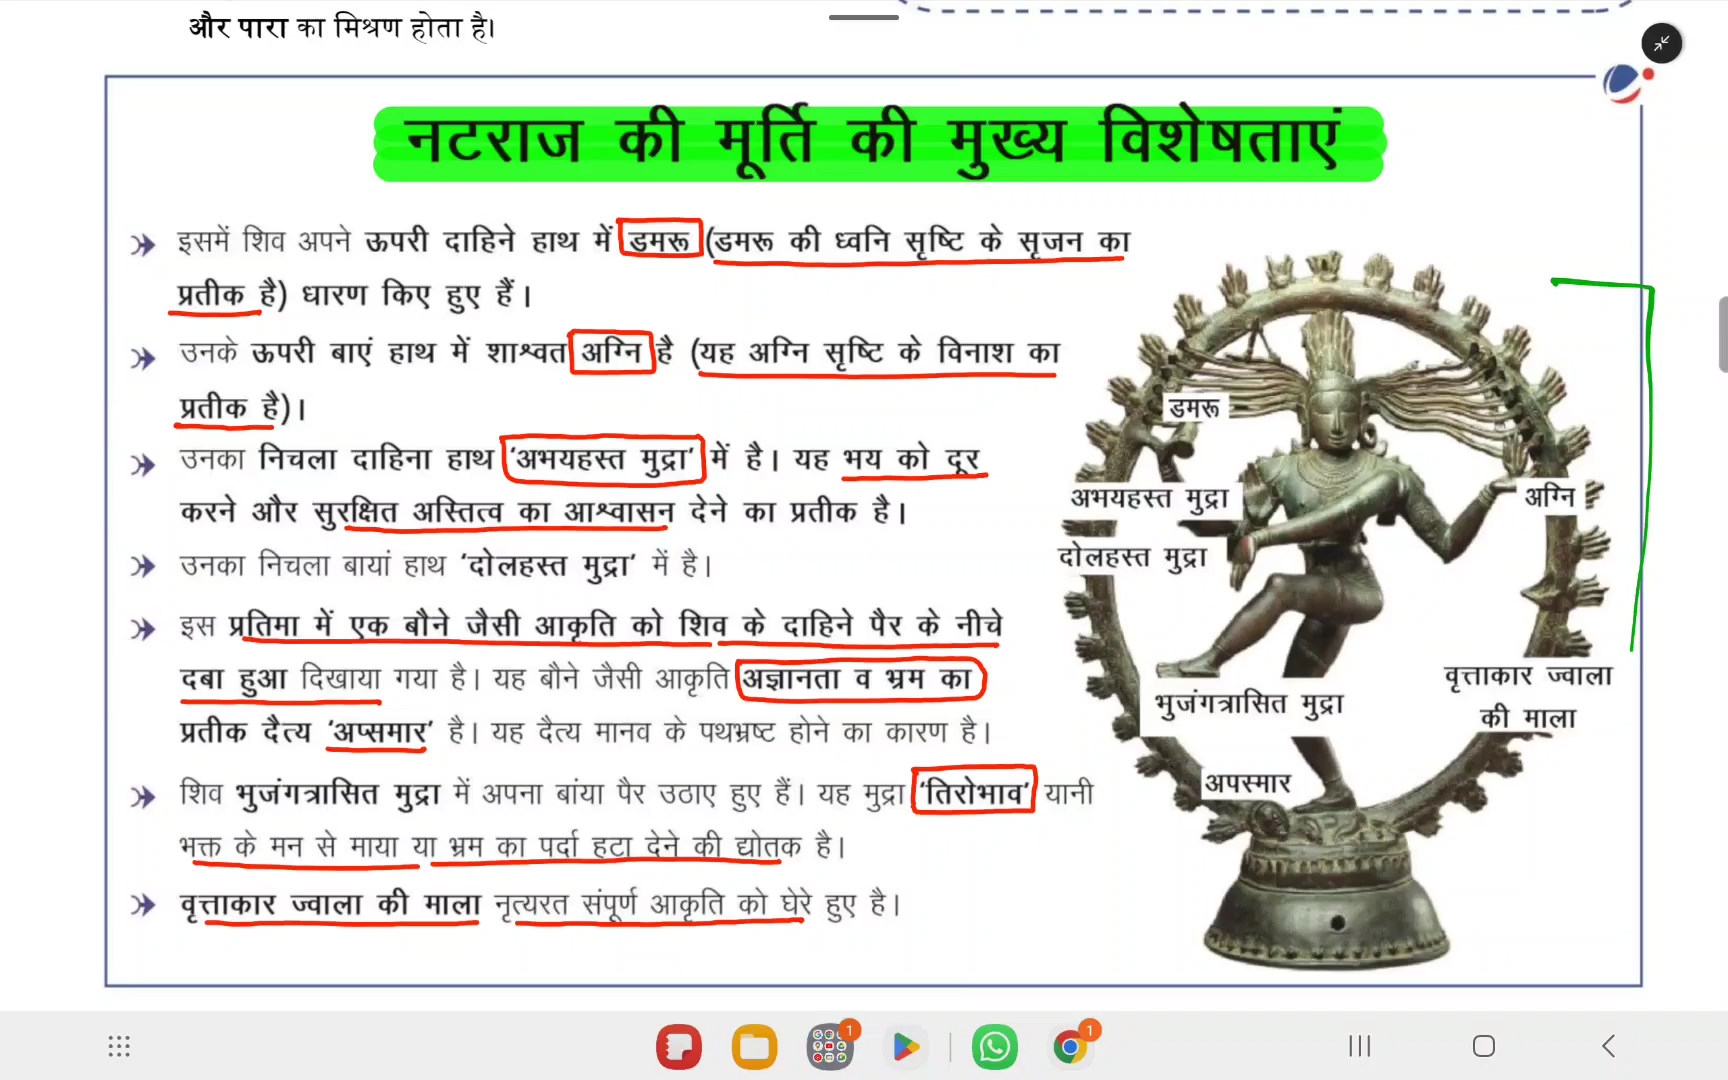 और पारा का मिश्रण होता है।
नटराज की मूर्ति की मुख्य विशेषताएं
इसमें शिव अपने ऊपरी दाहिने हाथ में डमरू (डमरू की ध्वनि सृष्टि के सृजन का
प्रतीक है) धारण किए हुए हैं।
उनके ऊपरी बाएं हाथ में शाश्वत अग्नि है (यह अग्नि सृष्टि के विनाश का
प्रतीक है)।
उनका निचला दाहिना हाथ 'अभयहस्त मुद्रा' में है। यह भय को दूर
करने और सुरक्षित अस्तित्व का आश्वासन देने का प्रतीक है।
उनका निचला बायां हाथ 'दोलहस्त मुद्रा' में है।
इस प्रतिमा में एक बौने जैसी आकृति को शिव के दाहिने पैर के नीचे
दबा हुआ दिखाया गया है। यह बौने जैसी आकृति अज्ञानता व भ्रम का
प्रतीक दैत्य 'अप्समार' है। यह दैत्य मानव के पथभ्रष्ट होने का कारण है।
शिव भुजंगत्रासित मुद्रा में अपना बांया पैर उठाए हुए हैं। यह मुद्रा 'तिरोभाव' यानी
भक्त के मन से माया या भ्रम का पर्दा हटा देने की द्योतक है।
वृत्ताकार ज्वाला की माला नृत्यरत संपूर्ण आकृति को घेरे हुए है।
डमरू
अभयहस्त मुद्रा
अग्नि
दोलहस्त मुद्रा
वृत्ताकार ज्वाला
की माला
भुजंगत्रासित मुद्रा
अपस्मार
1
1